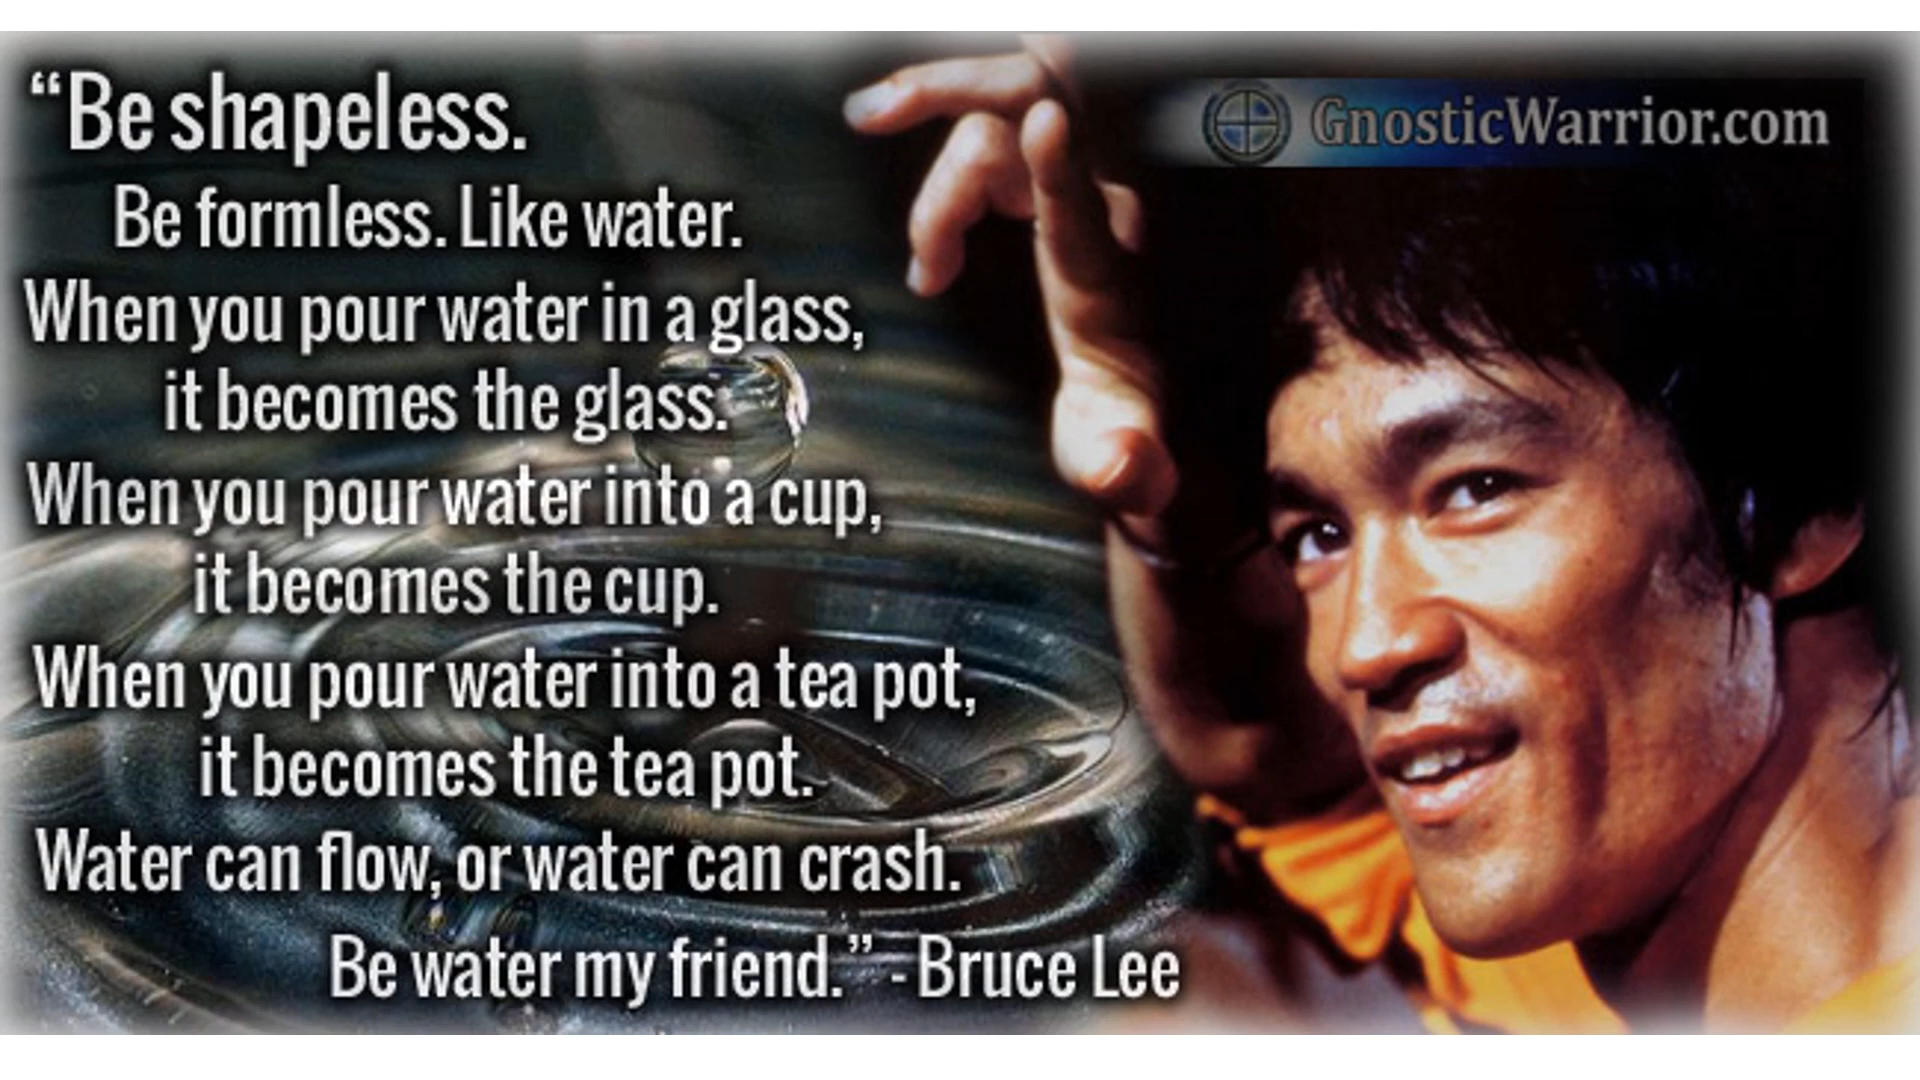 “Be shapeless.
Be formless. Like water.
When you pour water in a glass,
it becomes the glass.
When you pour water into a cup,
it becomes the cup.
When you pour water into a tea pot,
it becomes the tea pot.
Water can flow, or water can crash.
Be water my friend.” - Bruce Lee
GnosticWarrior.com